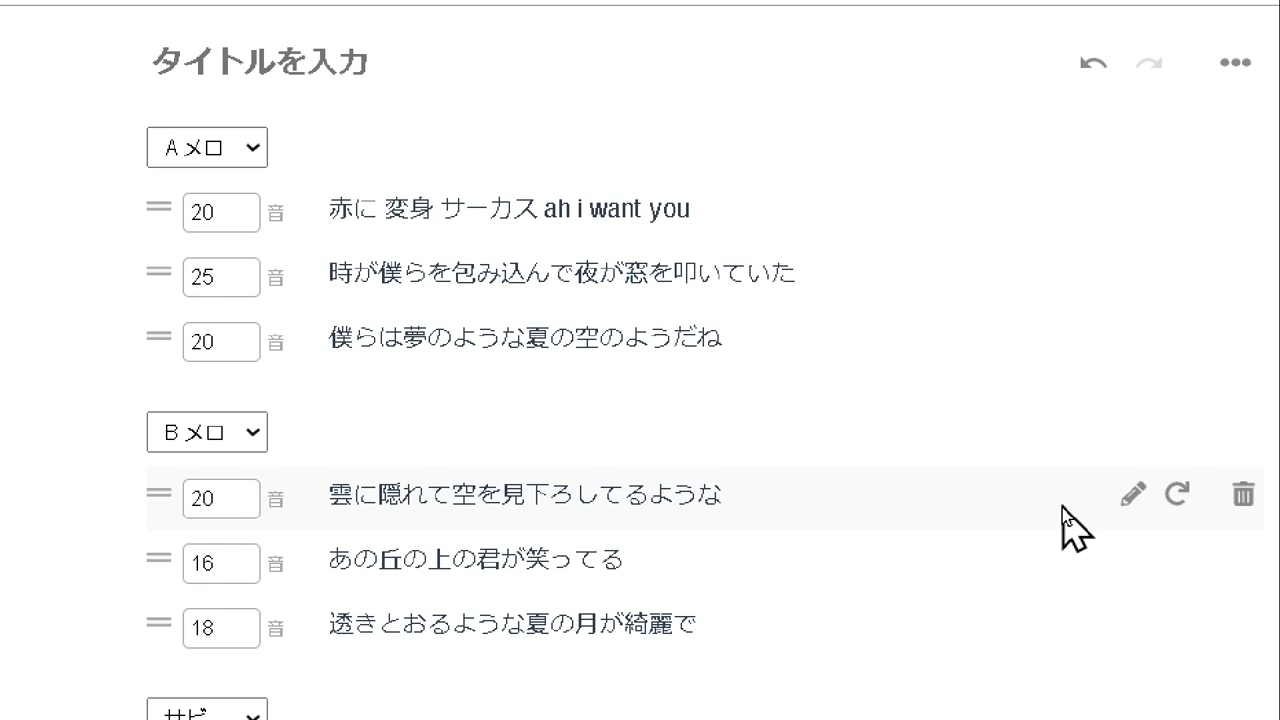 タイトルを入力
Aメロ
20 音 赤に 変身 サーカス ah i want you
25 音 時が僕らを包み込んで夜が窓を叩いていた
20 音 僕らは夢のような夏の空のようだね
Bメロ
20 音 雲に隠れて空を見下ろしてるような
16 音 あの丘の上の君が笑ってる
18 音 透きとおるような夏の月が綺麗で
サビ